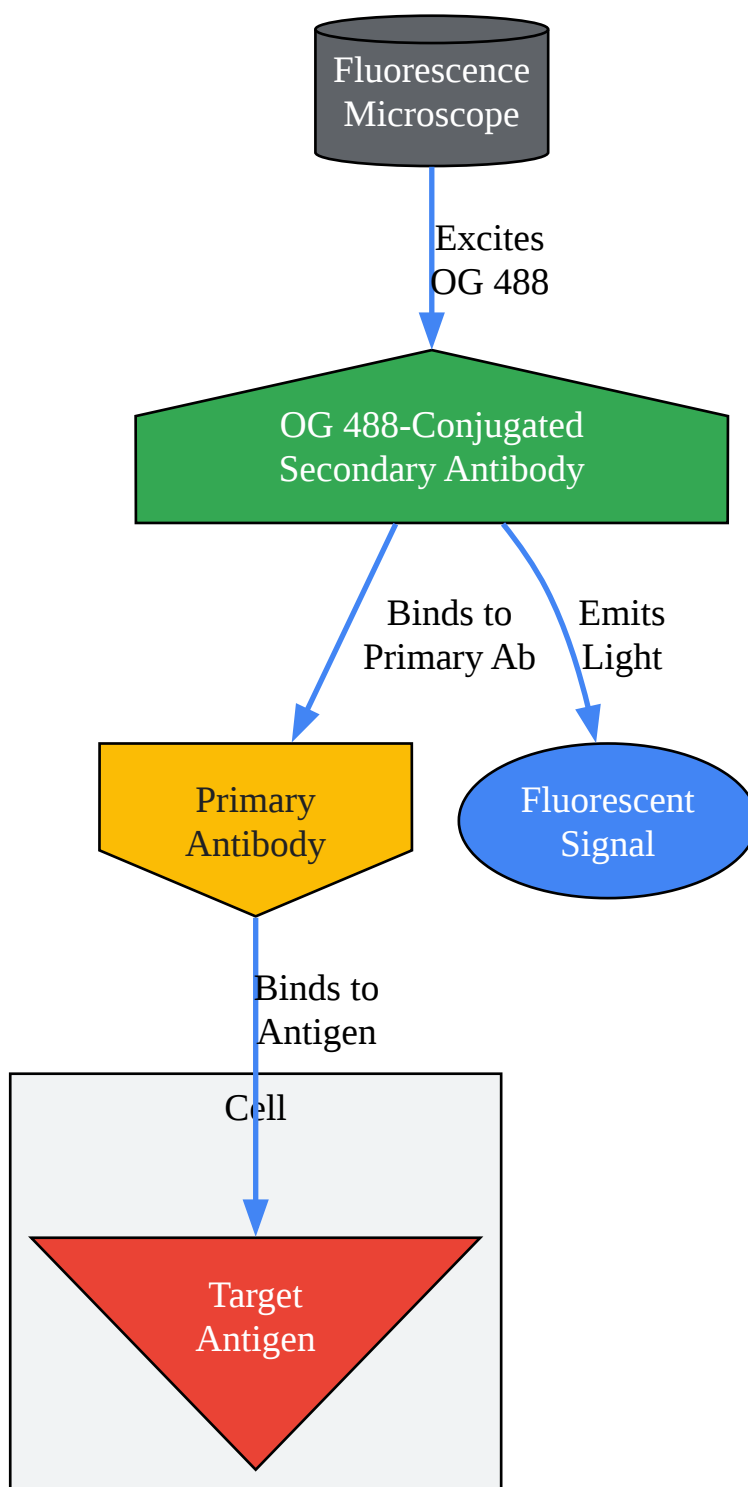 Fluorescence
Microscope
Excites
OG 488
OG 488-Conjugated
Secondary Antibody
Binds to
Primary Ab
Emits
Light
Primary
Antibody
Fluorescent
Signal
Binds to
Antigen
Cell
Target
Antigen